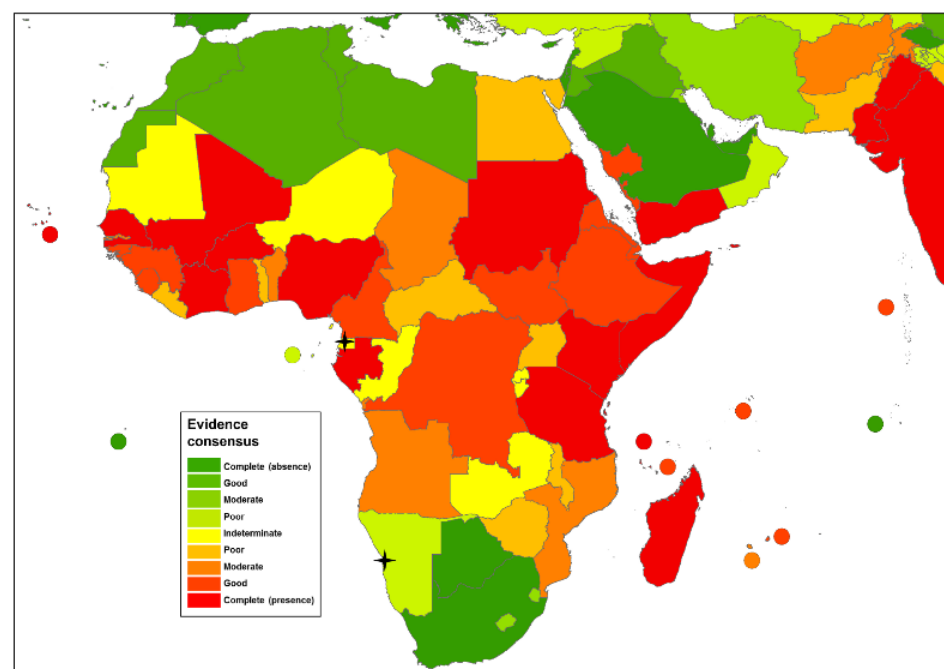 Evidence
consensus
Complete (absence)
Good
Moderate
Poor
Indeterminate
Poor
Moderate
Good
Complete (presence)